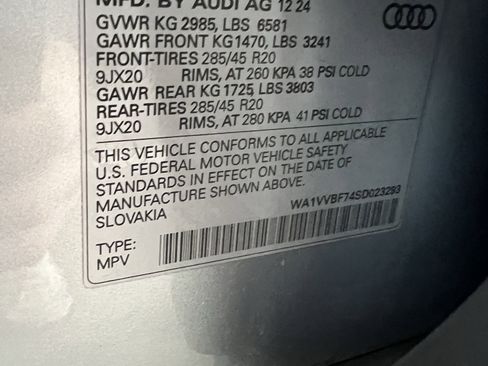 MFD. BY AUDI AG 12 24
GVWR KG 2985, LBS 6581
GAWR FRONT KG 1470, LBS 3241
FRONT-TIRES 285/45 R20
9JX20 RIMS, AT 260 KPA 38 PSI COLD
GAWR REAR KG 1725 LBS 3803
REAR-TIRES 285/45 R20
9JX20 RIMS, AT 280 KPA 41 PSI COLD
THIS VEHICLE CONFORMS TO ALL APPLICABLE
U.S. FEDERAL MOTOR VEHICLE SAFETY
STANDARDS IN EFFECT ON THE DATE OF
MANUFACTURE SHOWN ABOVE.
SLOVAKIA
WA1VVBF74SD023293
TYPE:
MPV